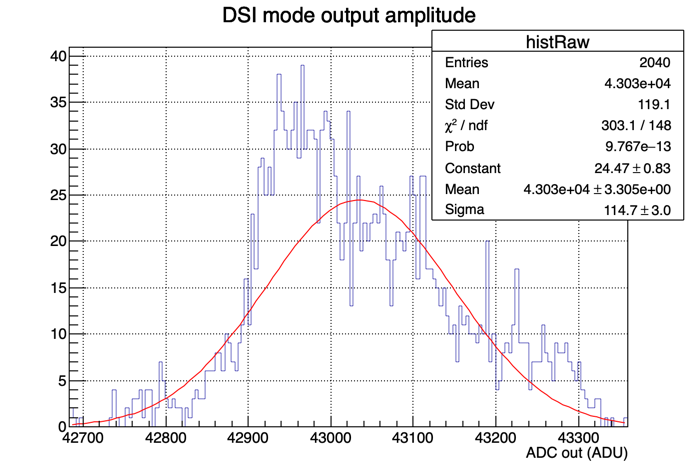 DSI mode output amplitude
histRaw
Entries 2040
Mean 4.303e+04
Std Dev 119.1
χ² / ndf 303.1 / 148
Prob 9.767e−13
Constant 24.47 ± 0.83
Mean 4.303e+04 ± 3.305e+00
Sigma 114.7 ± 3.0
40
35
30
25
20
15
10
5
0
42700 42800 42900 43000 43100 43200 43300
ADC out (ADU)